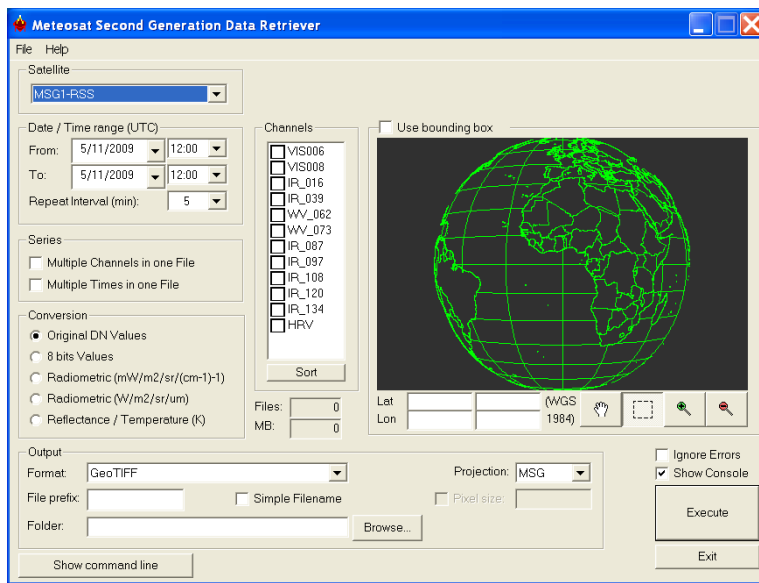 Meteosat Second Generation Data Retriever
File Help
Satellite
MSG1-RSS
Date / Time range (UTC)
From: 5/11/2009 12:00
To: 5/11/2009 12:00
Repeat Interval (min): 5
Series
Multiple Channels in one File
Multiple Times in one File
Conversion
Original DN Values
8 bits Values
Radiometric (mW/m2/sr/(cm-1)-1)
Radiometric (W/m2/sr/um)
Reflectance / Temperature (K)
Channels
VIS006
VIS008
IR_016
IR_039
WV_062
WV_073
IR_087
IR_097
IR_108
IR_120
IR_134
HRV
Sort
Files: 0
MB: 0
Use bounding box
Lat (WGS
Lon 1984)
Output
Format: GeoTIFF Projection: MSG
File prefix: Simple Filename Pixel size:
Folder: Browse...
Ignore Errors
Show Console
Execute
Exit
Show command line